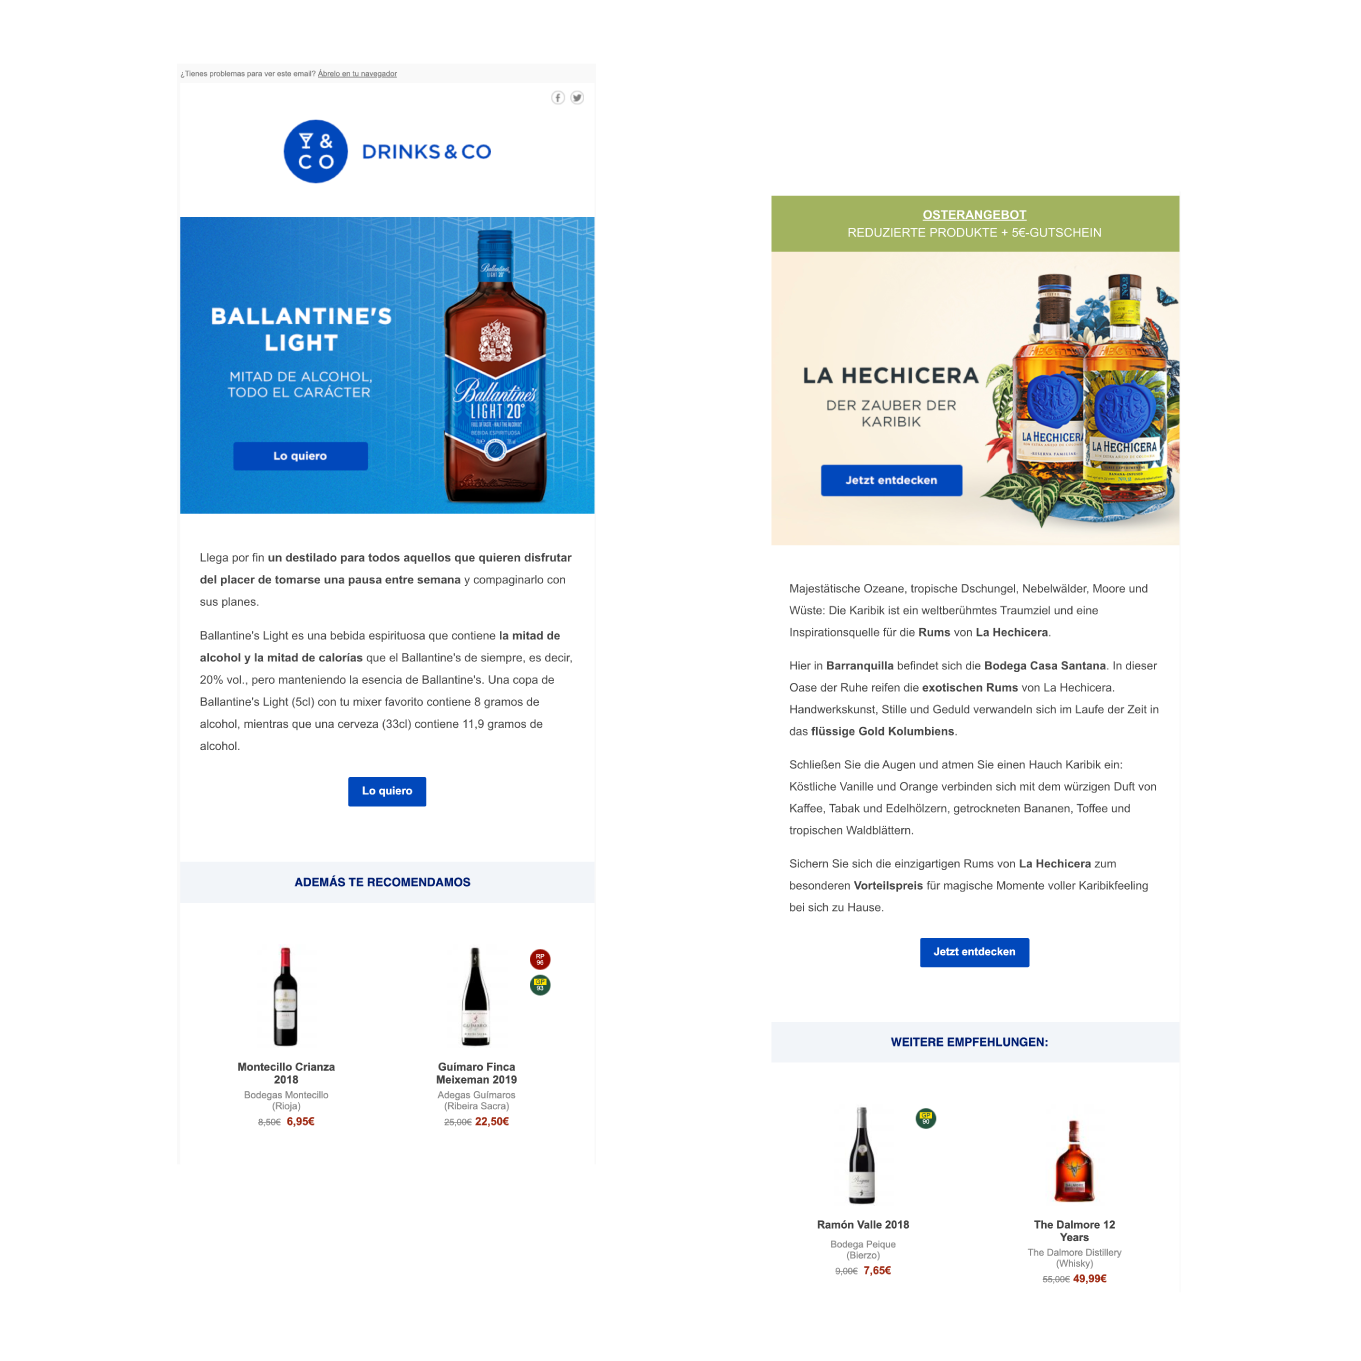 ¿Tienes problemas para ver este email? Ábrelo en tu navegador
&
CO
DRINKS & CO
BALLANTINE'S
LIGHT
MITAD DE ALCOHOL,
TODO EL CARÁCTER
Lo quiero
Ballantine's
LIGHT 20°
Ballantine's
LIGHT 20°
BEBIDA ESPIRITUOSA
Llega por fin un destilado para todos aquellos que quieren disfrutar
del placer de tomarse una pausa entre semana y compaginarlo con
sus planes.
Ballantine's Light es una bebida espirituosa que contiene la mitad de
alcohol y la mitad de calorías que el Ballantine's de siempre, es decir,
20% vol., pero manteniendo la esencia de Ballantine's. Una copa de
Ballantine's Light (5cl) con tu mixer favorito contiene 8 gramos de
alcohol, mientras que una cerveza (33cl) contiene 11,9 gramos de
alcohol.
Lo quiero
ADEMÁS TE RECOMENDAMOS
RP
96
GP
93
Montecillo Crianza
2018
Bodegas Montecillo
(Rioja)
8,50€ 6,95€
Guimaro Finca
Meixeman 2019
Adegas Guímaros
(Ribeira Sacra)
25,00€ 22,50€
OSTERANGEBOT
REDUZIERTE PRODUKTE + 5€-GUTSCHEIN
LA HECHICERA
DER ZAUBER DER
KARIBIK
Jetzt entdecken
LA HECHICERA
RESERVA FAMILIAR
LA HECHICERA
Majestätische Ozeane, tropische Dschungel, Nebelwälder, Moore und
Wüste: Die Karibik ist ein weltberühmtes Traumziel und eine
Inspirationsquelle für die Rums von La Hechicera.
Hier in Barranquilla befindet sich die Bodega Casa Santana. In dieser
Oase der Ruhe reifen die exotischen Rums von La Hechicera.
Handwerkskunst, Stille und Geduld verwandeln sich im Laufe der Zeit in
das flüssige Gold Kolumbiens.
Schließen Sie die Augen und atmen Sie einen Hauch Karibik ein:
Köstliche Vanille und Orange verbinden sich mit dem würzigen Duft von
Kaffee, Tabak und Edelhölzern, getrockneten Bananen, Toffee und
tropischen Waldblättern.
Sichern Sie sich die einzigartigen Rums von La Hechicera zum
besonderen Vorteilspreis für magische Momente voller Karibikfeeling
bei sich zu Hause.
Jetzt entdecken
WEITERE EMPFEHLUNGEN:
GP
90
Ramón Valle 2018
Bodega Peique
(Bierzo)
9,00€ 7,65€
The Dalmore 12
Years
The Dalmore Distillery
(Whisky)
55,00€ 49,99€